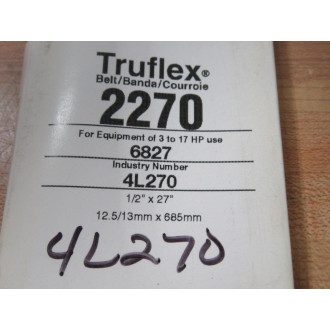 Truflex®
Belt/Banda/Courroie
2270
For Equipment of 3 to 17 HP use
6827
Industry Number
4L270
1/2" x 27"
12.5/13mm x 685mm
4L270